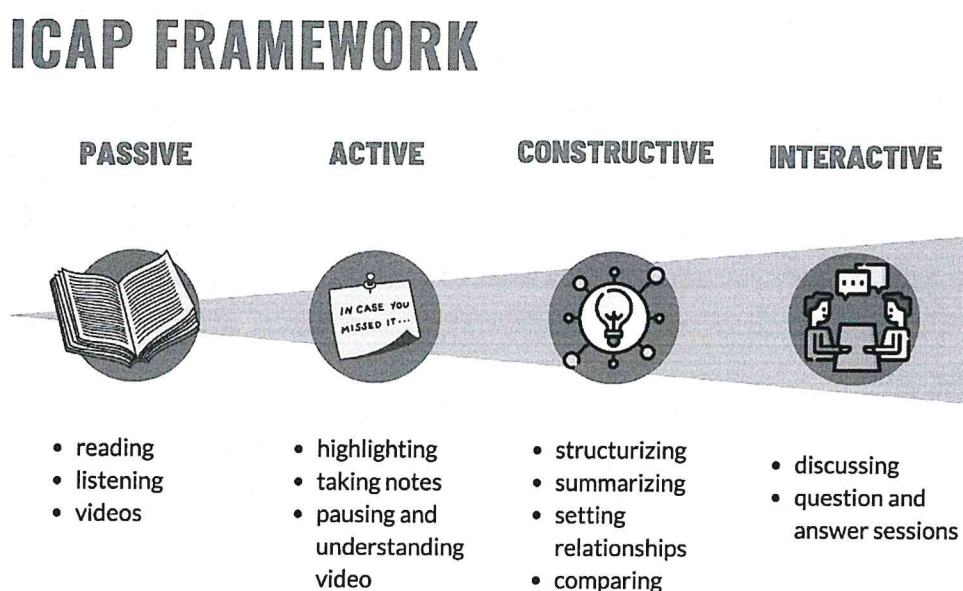 ICAP FRAMEWORK
PASSIVE
ACTIVE
CONSTRUCTIVE
INTERACTIVE
IN CASE YOU
MISSED IT...
• reading
• listening
• videos
• highlighting
• taking notes
• pausing and
understanding
video
• structurizing
• summarizing
• setting
relationships
• comparing
• discussing
• question and
answer sessions